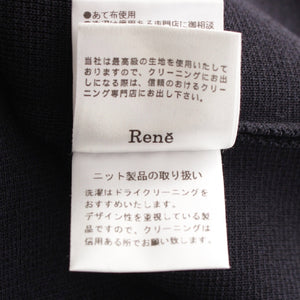 ●あて布使用
門店に御相談
当社は最高級の生地を使用いたして
おりますので、クリーニングにお出
しになる際は、信頼のおけるクリー
ニング専門店にお出し下さい。
René
ニット製品の取り扱い
洗濯はドライクリーニングを
おすすめいたします。
デザイン性を重視している製
品ですので、クリーニングは
信用ある所でお願い致します。